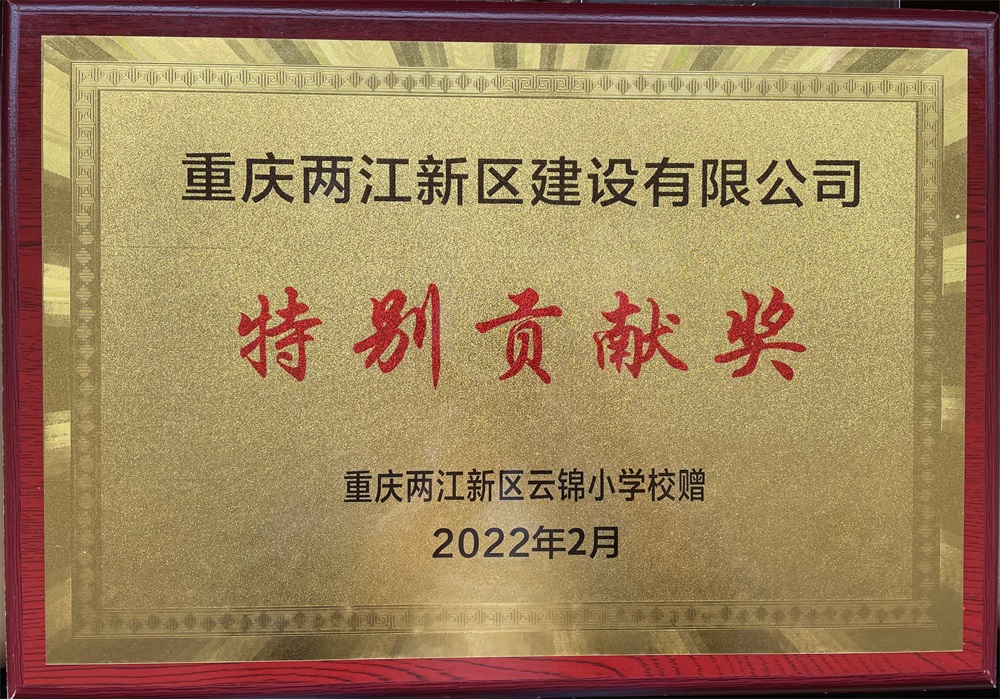 重庆两江新区建设有限公司
特别贡献奖
重庆两江新区云锦小学校赠
2022年2月